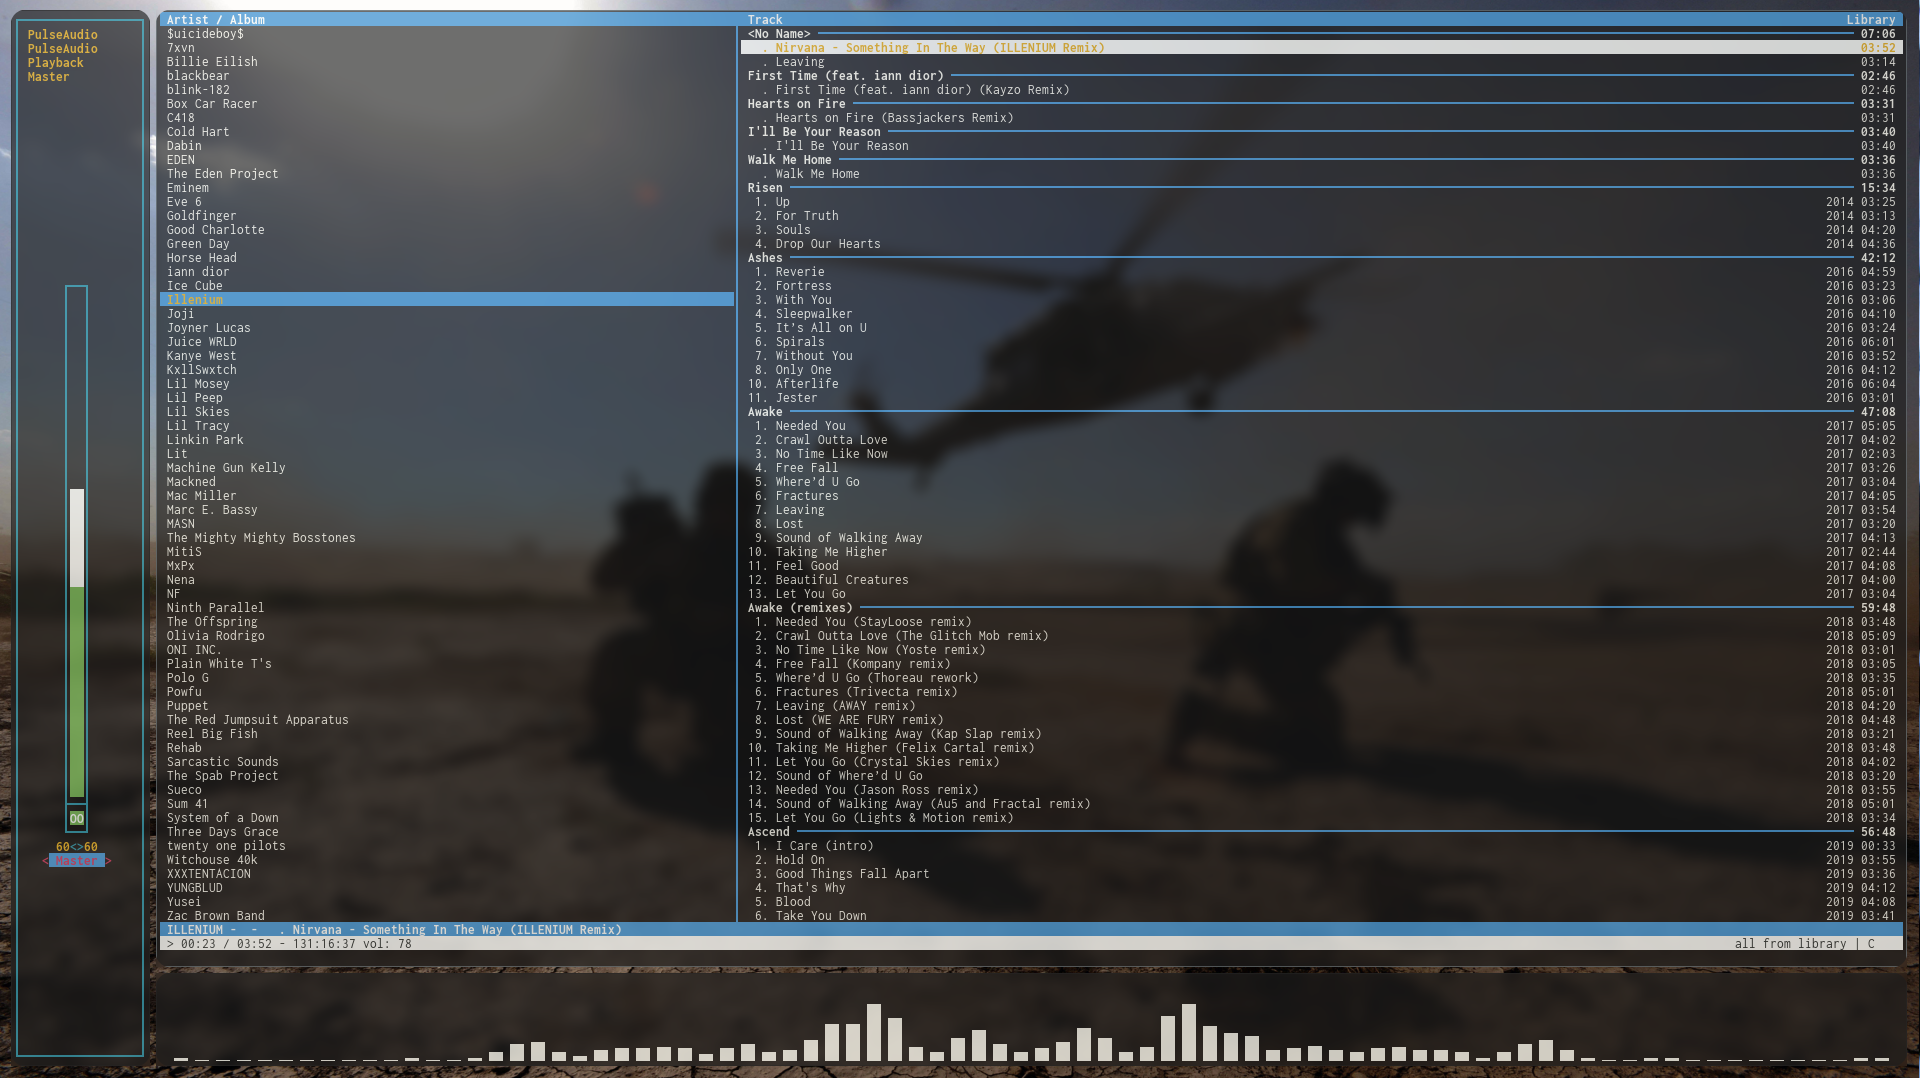 PulseAudio
PulseAudio
Playback
Master
OO
60<>60
< Master >
Artist / Album
$uicideboy$
7xvn
Billie Eilish
blackbear
blink-182
Box Car Racer
C418
Cold Hart
Dabin
EDEN
The Eden Project
Eminem
Eve 6
Goldfinger
Good Charlotte
Green Day
Horse Head
iann dior
Ice Cube
Illenium
Joji
Joyner Lucas
Juice WRLD
Kanye West
KxllSwxtch
Lil Mosey
Lil Peep
Lil Skies
Lil Tracy
Linkin Park
Lit
Machine Gun Kelly
Mackned
Mac Miller
Marc E. Bassy
MASN
The Mighty Mighty Bosstones
MitiS
MxPx
Nena
NF
Ninth Parallel
The Offspring
Olivia Rodrigo
ONI INC.
Plain White T's
Polo G
Powfu
Puppet
The Red Jumpsuit Apparatus
Reel Big Fish
Rehab
Sarcastic Sounds
The Spab Project
Sueco
Sum 41
System of a Down
Three Days Grace
twenty one pilots
Witchouse 40k
XXXTENTACION
YUNGBLUD
Yusei
Zac Brown Band
Track Library
<No Name> 07:06
. Nirvana - Something In The Way (ILLENIUM Remix) 03:52
. Leaving 03:14
First Time (feat. iann dior) 02:46
. First Time (feat. iann dior) (Kayzo Remix) 02:46
Hearts on Fire 03:31
. Hearts on Fire (Bassjackers Remix) 03:31
I'll Be Your Reason 03:40
. I'll Be Your Reason 03:40
Walk Me Home 03:36
. Walk Me Home 03:36
Risen 15:34
1. Up 2014 03:25
2. For Truth 2014 03:13
3. Souls 2014 04:20
4. Drop Our Hearts 2014 04:36
Ashes 42:12
1. Reverie 2016 04:59
2. Fortress 2016 03:23
3. With You 2016 03:06
4. Sleepwalker 2016 04:10
5. It’s All on U 2016 03:24
6. Spirals 2016 06:01
7. Without You 2016 03:52
8. Only One 2016 04:12
10. Afterlife 2016 06:04
11. Jester 2016 03:01
Awake 47:08
1. Needed You 2017 05:05
2. Crawl Outta Love 2017 04:02
3. No Time Like Now 2017 02:03
4. Free Fall 2017 03:26
5. Where’d U Go 2017 03:04
6. Fractures 2017 04:05
7. Leaving 2017 03:54
8. Lost 2017 03:20
9. Sound of Walking Away 2017 04:13
10. Taking Me Higher 2017 02:44
11. Feel Good 2017 04:08
12. Beautiful Creatures 2017 04:00
13. Let You Go 2017 03:04
Awake (remixes) 59:48
1. Needed You (StayLoose remix) 2018 03:48
2. Crawl Outta Love (The Glitch Mob remix) 2018 05:09
3. No Time Like Now (Yoste remix) 2018 03:01
4. Free Fall (Kompany remix) 2018 03:05
5. Where’d U Go (Thoreau rework) 2018 03:35
6. Fractures (Trivecta remix) 2018 05:01
7. Leaving (AWAY remix) 2018 04:20
8. Lost (WE ARE FURY remix) 2018 04:48
9. Sound of Walking Away (Kap Slap remix) 2018 03:21
10. Taking Me Higher (Felix Cartal remix) 2018 03:48
11. Let You Go (Crystal Skies remix) 2018 04:02
12. Sound of Where’d U Go 2018 03:20
13. Needed You (Jason Ross remix) 2018 03:55
14. Sound of Walking Away (Au5 and Fractal remix) 2018 05:01
15. Let You Go (Lights & Motion remix) 2018 03:34
Ascend 56:48
1. I Care (intro) 2019 00:33
2. Hold On 2019 03:55
3. Good Things Fall Apart 2019 03:36
4. That's Why 2019 04:12
5. Blood 2019 04:08
6. Take You Down 2019 03:41
ILLENIUM -  -   . Nirvana - Something In The Way (ILLENIUM Remix)
> 00:23 / 03:52 - 131:16:37 vol: 78 all from library | C